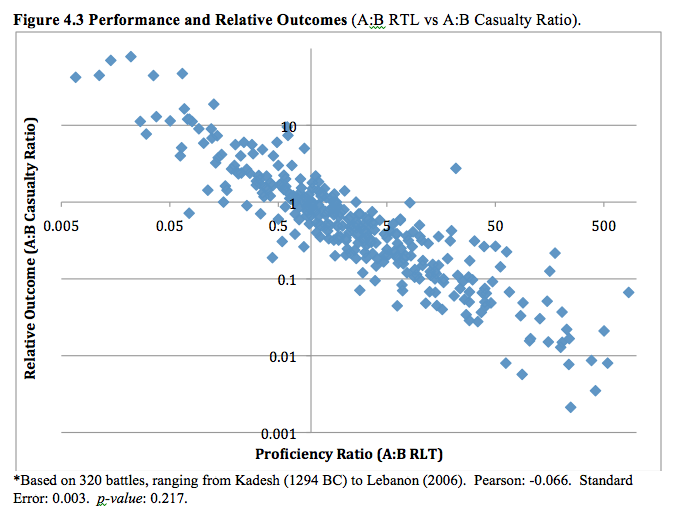 Figure 4.3 Performance and Relative Outcomes (A:B RTL vs A:B Casualty Ratio).
Relative Outcome (A:B Casualty Ratio)
10
1
0.005 0.05 0.5 5 50 500
0.1
0.01
0.001
Proficiency Ratio (A:B RLT)
*Based on 320 battles, ranging from Kadesh (1294 BC) to Lebanon (2006). Pearson: -0.066. Standard
Error: 0.003. p-value: 0.217.